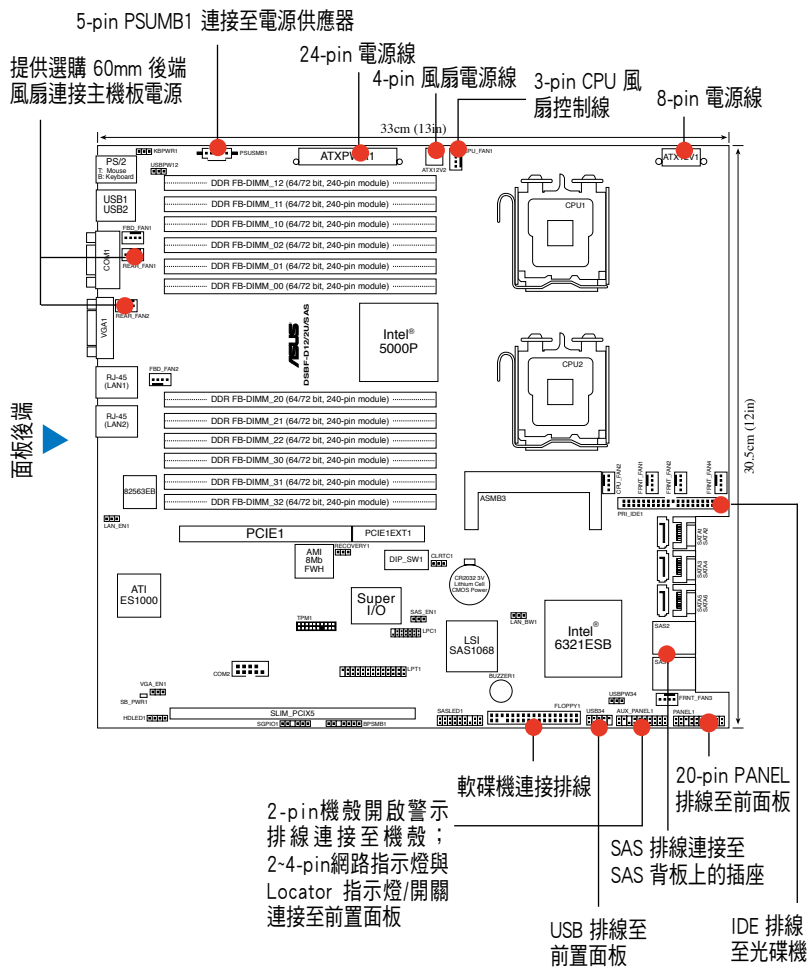 5-pin PSUMB1 連接至電源供應器
24-pin 電源線
提供選購 60mm 後端
風扇連接主機板電源
4-pin 風扇電源線
3-pin CPU 風
扇控制線
8-pin 電源線
33cm (13in)
KBPWR1
PSUSMB1
ATXPWR1
ATX12V2
CPU_FAN1
ATX12V1
PS/2
T: Mouse
B: Keyboard
USBPW12
DDR FB-DIMM_12 (64/72 bit, 240-pin module)
CPU1
USB1
USB2
DDR FB-DIMM_11 (64/72 bit, 240-pin module)
FBD_FAN1
DDR FB-DIMM_10 (64/72 bit, 240-pin module)
COM1
DDR FB-DIMM_02 (64/72 bit, 240-pin module)
REAR_FAN1
DDR FB-DIMM_01 (64/72 bit, 240-pin module)
DDR FB-DIMM_00 (64/72 bit, 240-pin module)
REAR_FAN2
VGA1
ASUS
DSBF-D12/2U/SAS
Intel®
5000P
CPU2
RJ-45
(LAN1)
FBD_FAN2
DDR FB-DIMM_20 (64/72 bit, 240-pin module)
RJ-45
(LAN2)
DDR FB-DIMM_21 (64/72 bit, 240-pin module)
面板後端
DDR FB-DIMM_22 (64/72 bit, 240-pin module)
30.5cm (12in)
DDR FB-DIMM_30 (64/72 bit, 240-pin module)
DDR FB-DIMM_31 (64/72 bit, 240-pin module)
CPU_FAN2
FRNT_FAN1
FRNT_FAN2
FRNT_FAN4
82563EB
DDR FB-DIMM_32 (64/72 bit, 240-pin module)
ASMB3
LAN_EN1
PRI_IDE1
PCIE1
PCIE1EXT1
SATA1
SATA2
AMI
8Mb
FWH
RECOVERY1
DIP_SW1
CLRTC1
SATA3
SATA4
CR2032 3V
Lithium Cell
CMOS Power
ATI
ES1000
Super
I/O
SATA5
SATA6
SAS_EN1
LAN_BW1
TPM1
LPC1
LSI
SAS1068
Intel®
6321ESB
SAS2
COM2
LPT1
BUZZER1
VGA_EN1
SB_PWR1
USBPW34
FRNT_FAN3
HDLED1
SLIM_PCIX5
SASLED1
FLOPPY1
USB34
AUX_PANEL1
PANEL1
SGPIO1
BPSMB1
軟碟機連接排線
20-pin PANEL
排線至前面板
2-pin機殼開啟警示
排線連接至機殼；
2~4-pin網路指示燈與
Locator 指示燈/開關
連接至前置面板
SAS 排線連接至
SAS 背板上的插座
USB 排線至
前置面板
IDE 排線
至光碟機